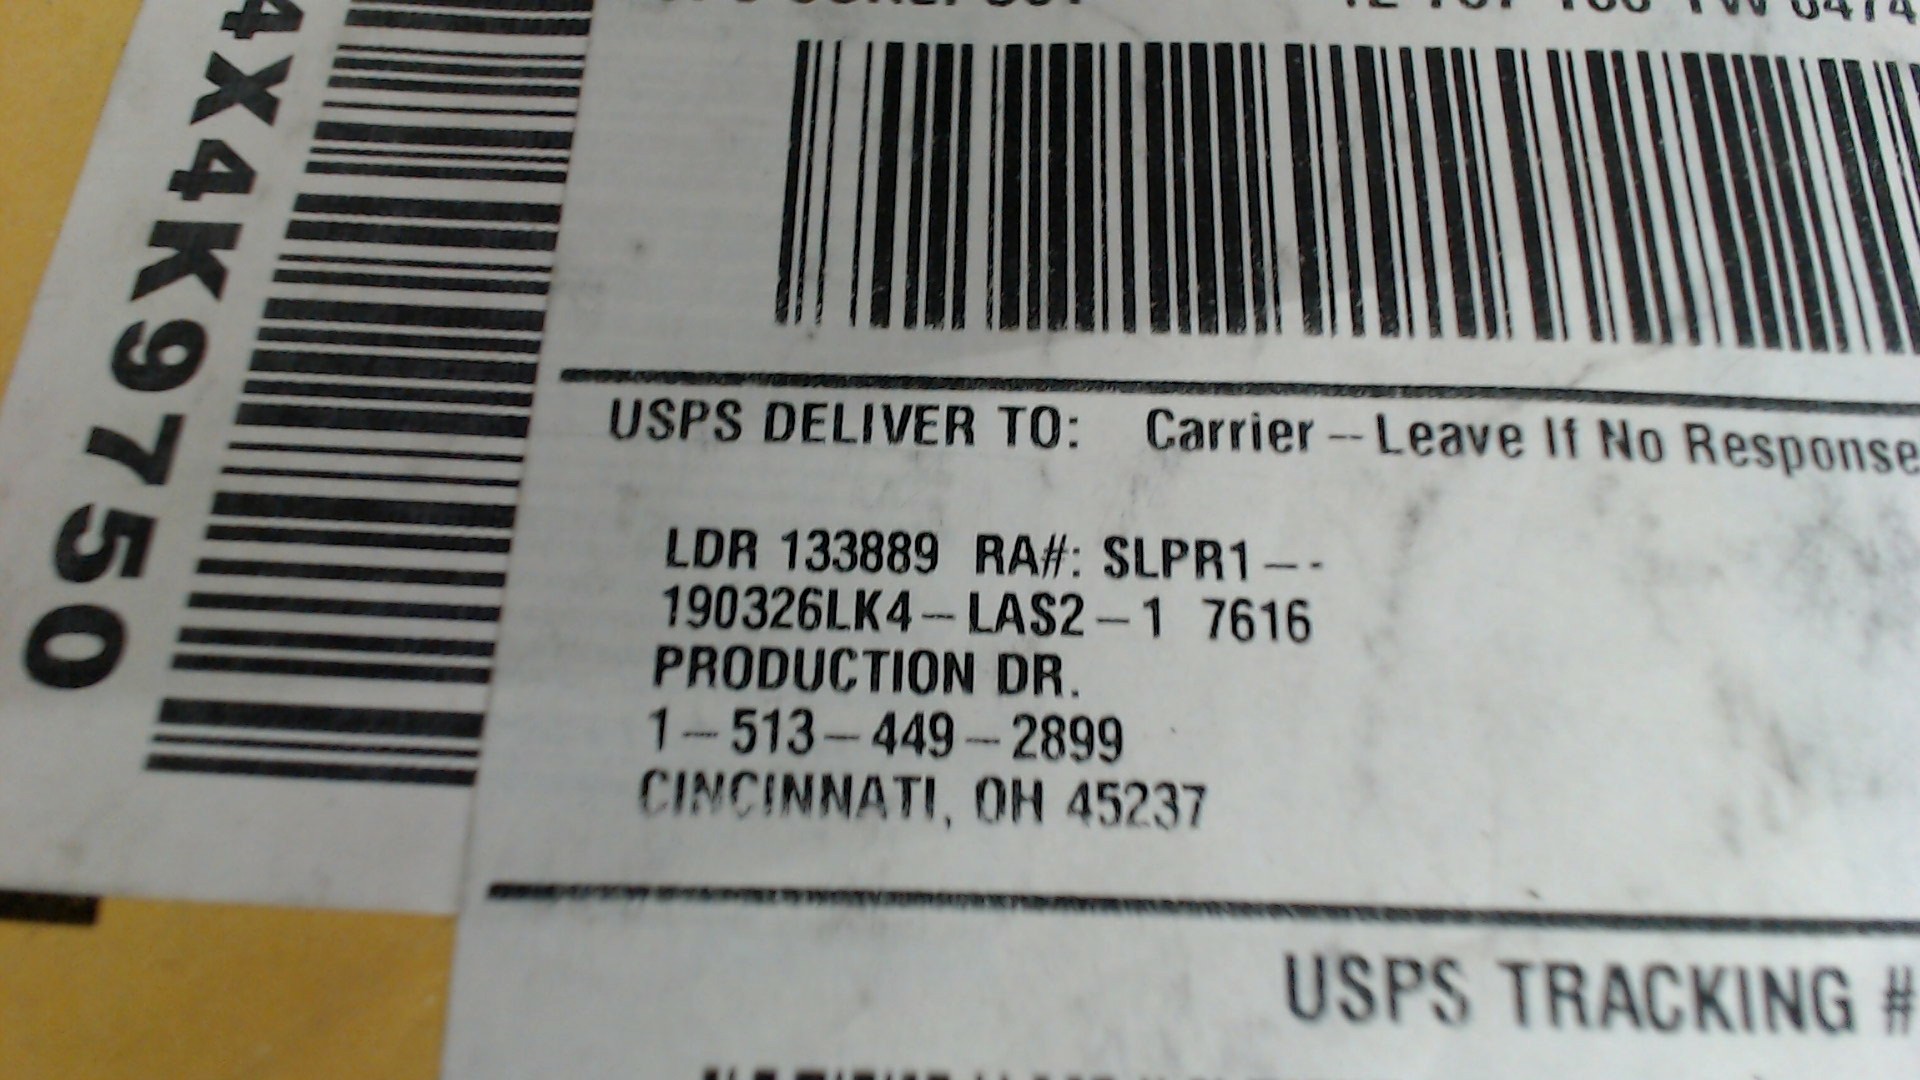 4X4K9750
USPS DELIVER TO: Carrier -- Leave If No Response
LDR 133889 RA#: SLPR1 --
190326LK4-LAS2-1 7616
PRODUCTION DR.
1-513-449-2899
CINCINNATI, OH 45237
USPS TRACKING #